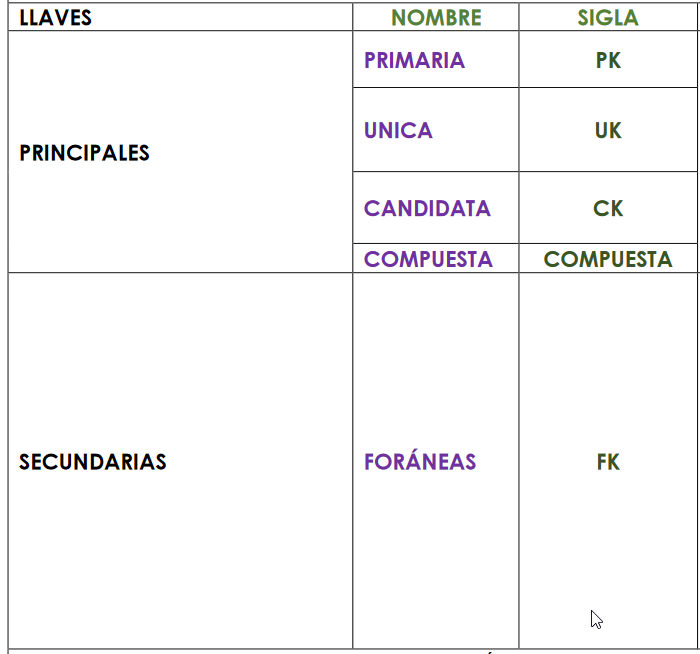 LLAVES NOMBRE SIGLA
PRINCIPALES
PRIMARIA PK
UNICA UK
CANDIDATA CK
COMPUESTA COMPUESTA
SECUNDARIAS FORÁNEAS FK